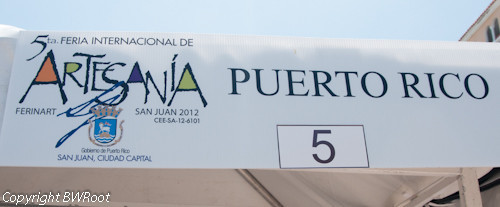 5ta. FERIA INTERNACIONAL DE
ARTESANÍA
FERINART SAN JUAN 2012
CEE-SA-12-6101
Gobierno de Puerto Rico
SAN JUAN, CIUDAD CAPITAL
PUERTO RICO
5
Copyright BWRoot